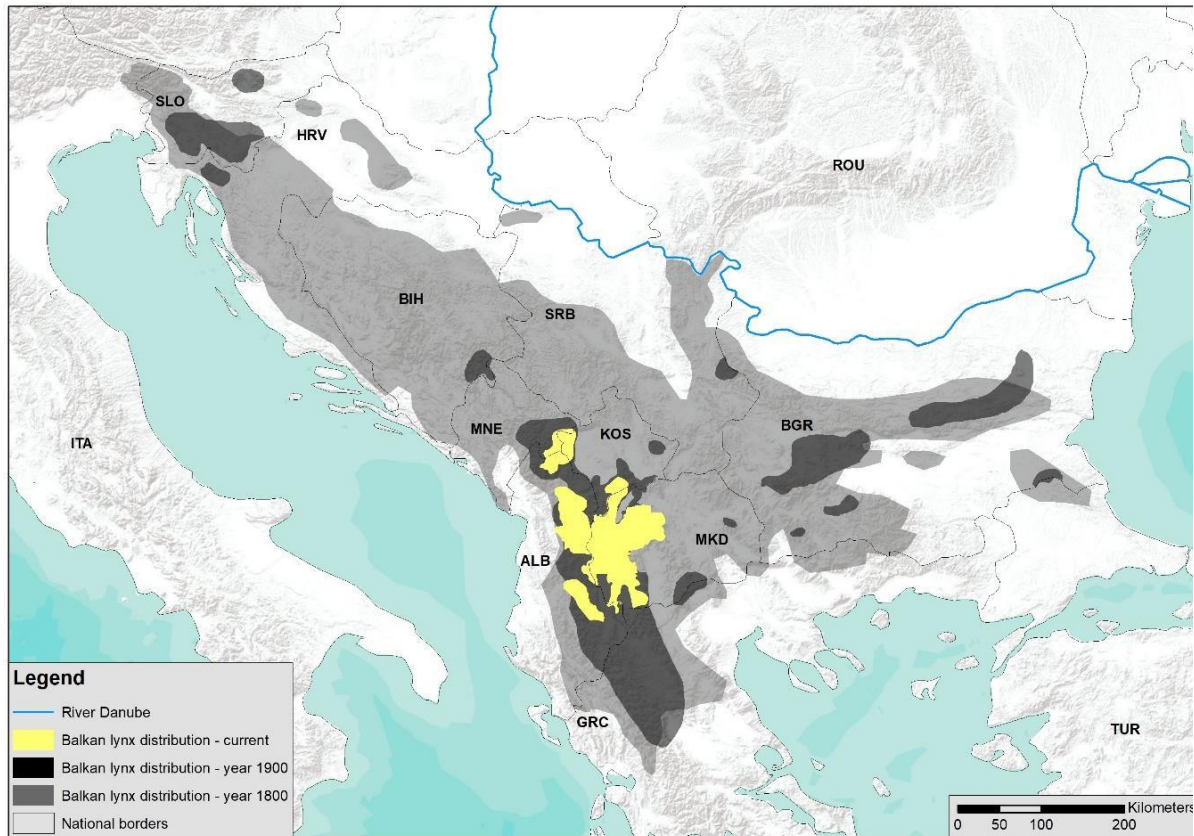 SLO
HRV
ROU
BIH
SRB
ITA
MNE
KOS
BGR
ALB
MKD
GRC
TUR
Legend
River Danube
Balkan lynx distribution - current
Balkan lynx distribution - year 1900
Balkan lynx distribution - year 1800
National borders
Kilometers
0 50 100 200